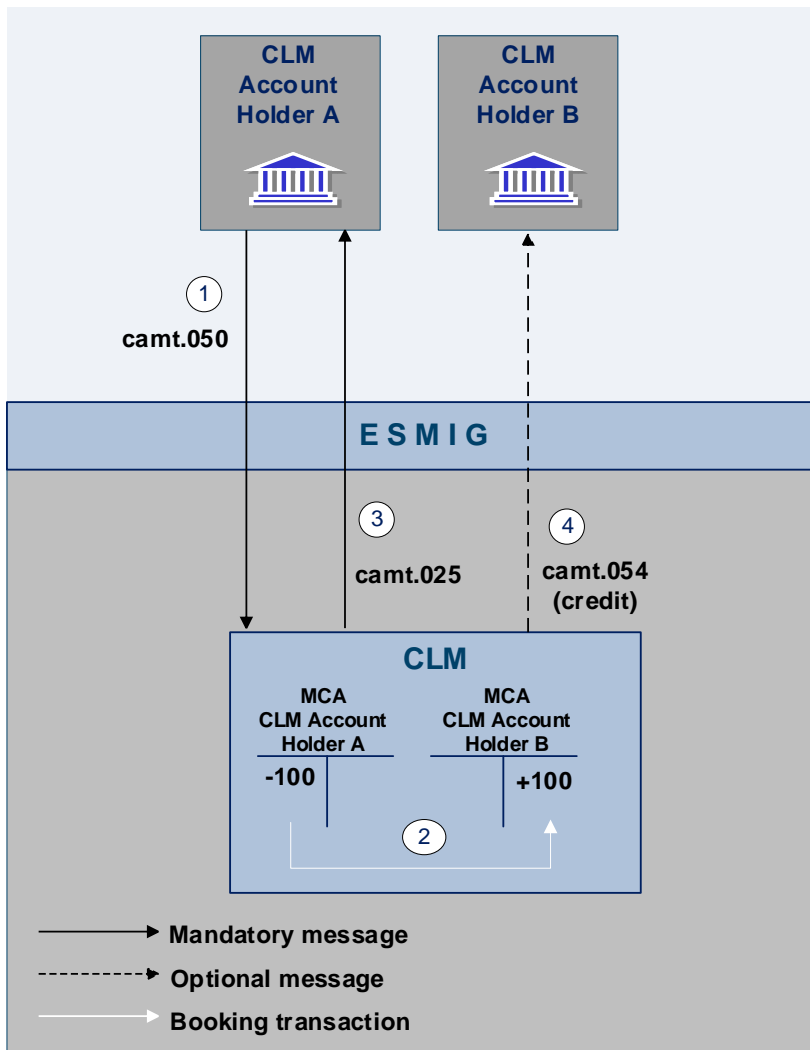 CLM
Account
Holder A
CLM
Account
Holder B
1
camt.050
E S M I G
3
camt.025
4
camt.054
(credit)
CLM
MCA
CLM Account
Holder A
MCA
CLM Account
Holder B
-100
+100
2
Mandatory message
Optional message
Booking transaction